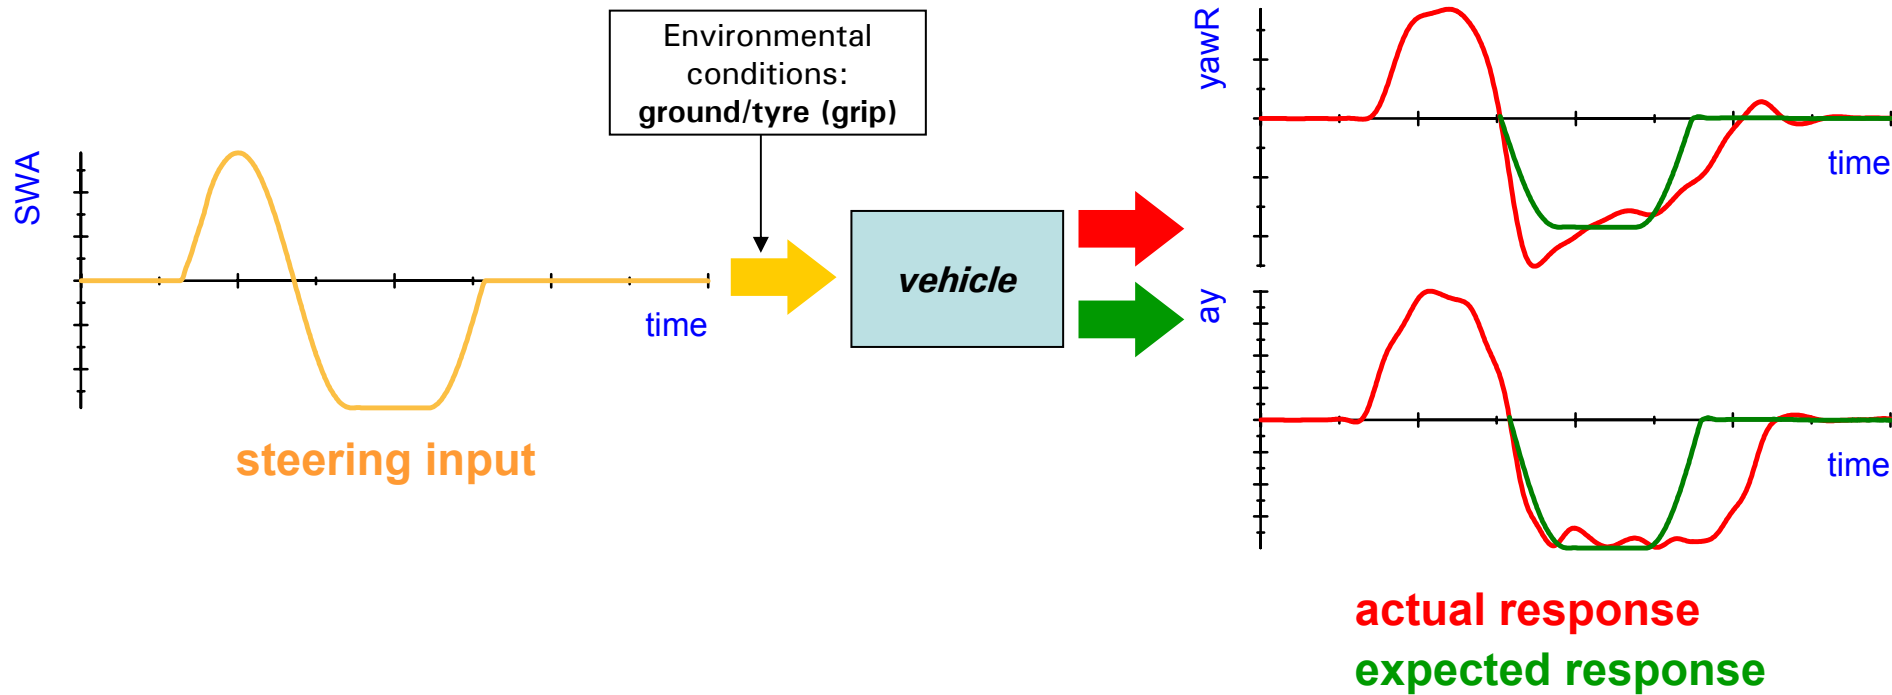 Environmental
conditions:
ground/tyre (grip)
SWA
time
steering input
vehicle
yawR
time
ay
time
actual response
expected response